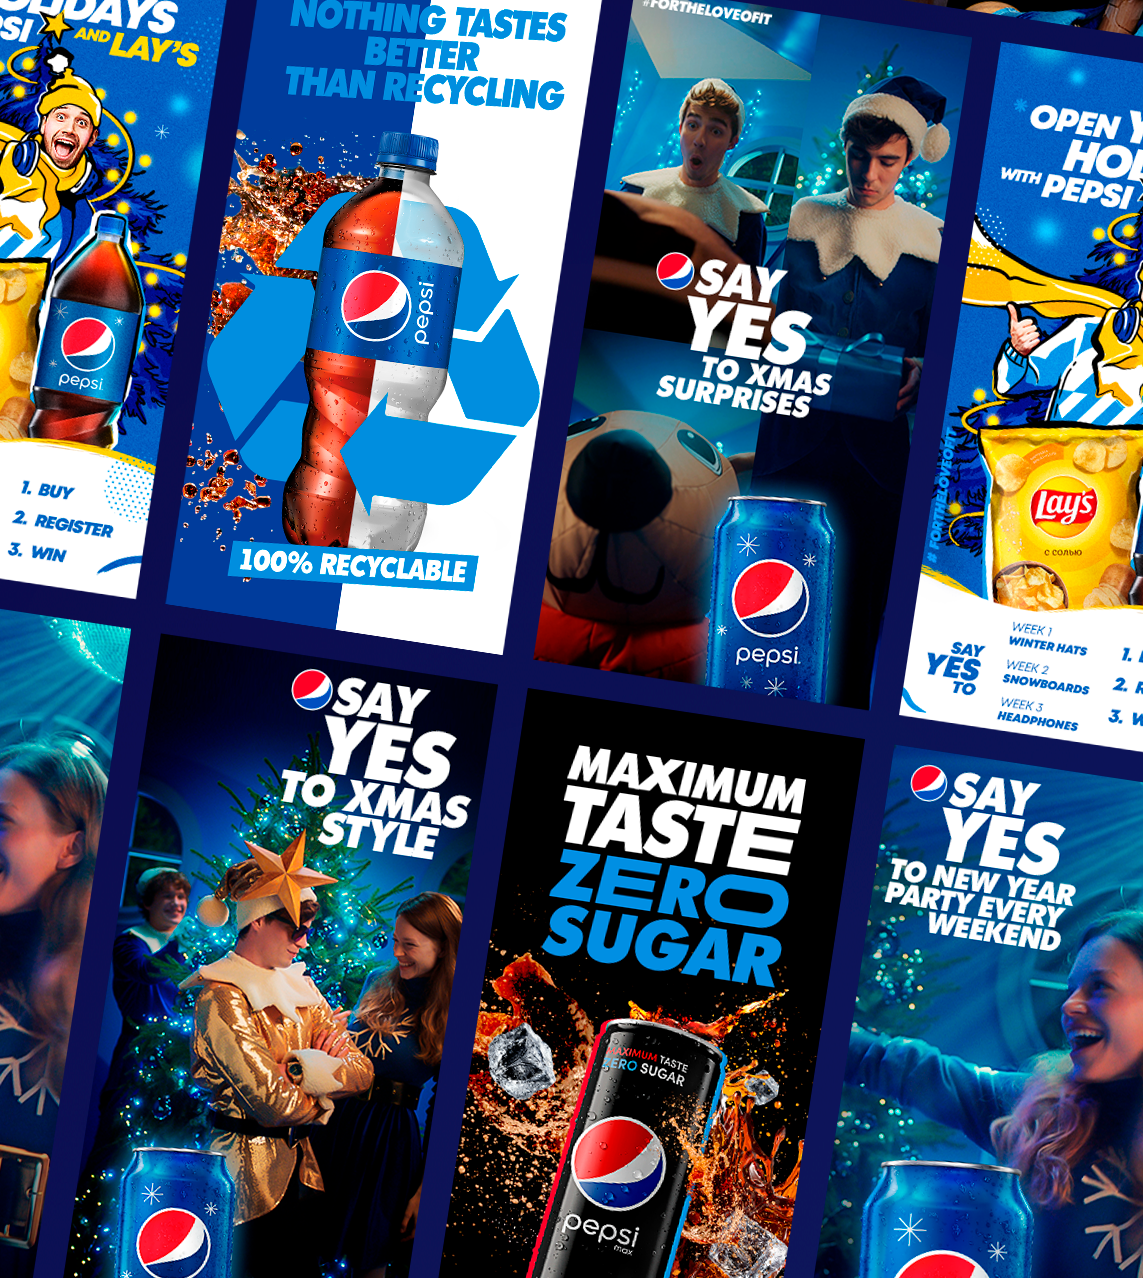 AND LAY'S
1. BUY
2. REGISTER
3. WIN
pepsi
NOTHING TASTES
BETTER
THAN RECYCLING
pepsi
100% RECYCLABLE
#FORTHELOVEOFIT
SAY
YES
TO XMAS
SURPRISES
pepsi.
OPEN
WITH PEPSI
#FORTHELOVEOFIT
Lay's
с солью
SAY
YES
TO
WEEK 1
WINTER HATS
WEEK 2
SNOWBOARDS
WEEK 3
HEADPHONES
1.
2.
3.
SAY
YES
TO XMAS
STYLE
MAXIMUM
TASTE
ZERO
SUGAR
MAXIMUM TASTE
ZERO SUGAR
pepsi
max
SAY
YES
TO NEW YEAR
PARTY EVERY
WEEKEND